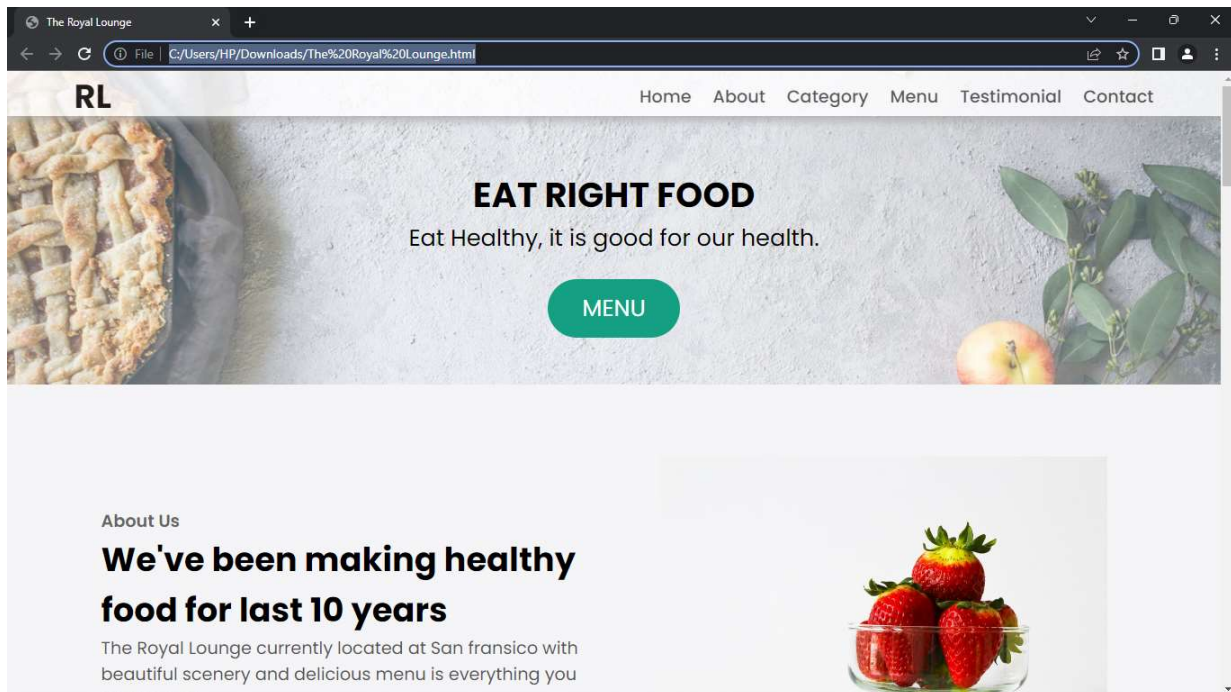 The Royal Lounge
File
C:/Users/HP/Downloads/The%20Royal%20Lounge.html
RL
Home About Category Menu Testimonial Contact
EAT RIGHT FOOD
Eat Healthy, it is good for our health.
MENU
About Us
We've been making healthy
food for last 10 years
The Royal Lounge currently located at San fransico with
beautiful scenery and delicious menu is everything you